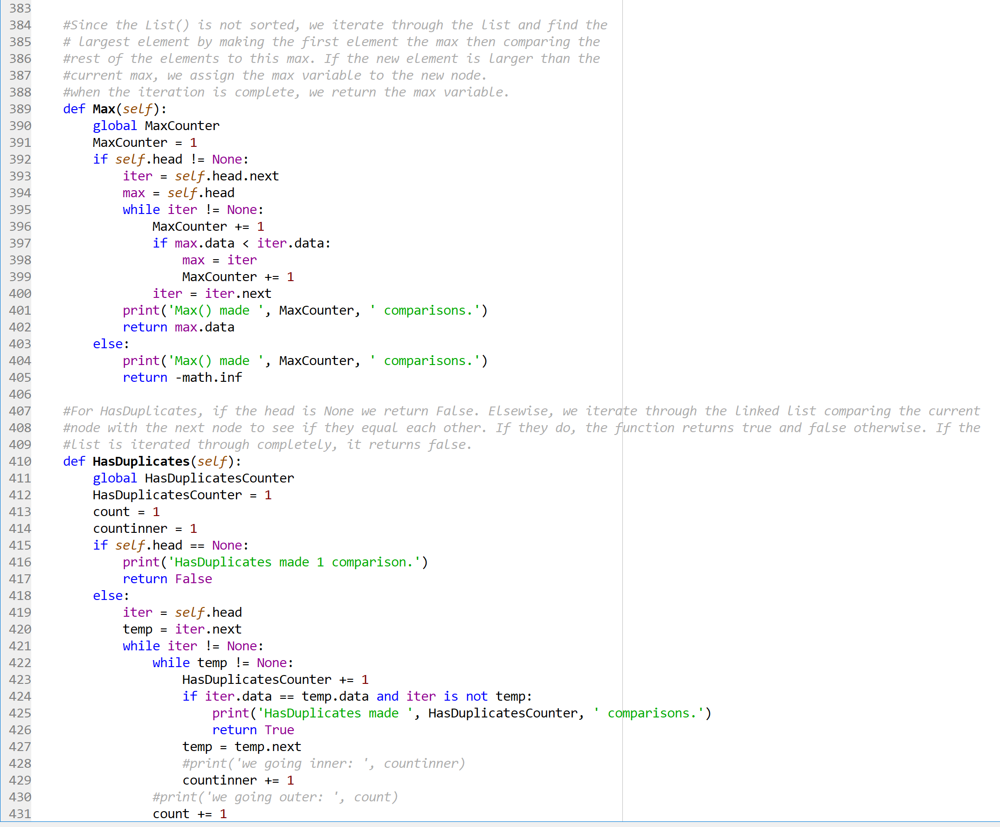 383
384 #Since the List() is not sorted, we iterate through the list and find the
385 # largest element by making the first element the max then comparing the
386 #rest of the elements to this max. If the new element is larger than the
387 #current max, we assign the max variable to the new node.
388 #when the iteration is complete, we return the max variable.
389 def Max(self):
390 global MaxCounter
391 MaxCounter = 1
392 if self.head != None:
393 iter = self.head.next
394 max = self.head
395 while iter != None:
396 MaxCounter += 1
397 if max.data < iter.data:
398 max = iter
399 MaxCounter += 1
400 iter = iter.next
401 print('Max() made ', MaxCounter, ' comparisons.')
402 return max.data
403 else:
404 print('Max() made ', MaxCounter, ' comparisons.')
405 return -math.inf
406
407 #For HasDuplicates, if the head is None we return False. Elsewise, we iterate through the linked list comparing the current
408 #node with the next node to see if they equal each other. If they do, the function returns true and false otherwise. If the
409 #list is iterated through completely, it returns false.
410 def HasDuplicates(self):
411 global HasDuplicatesCounter
412 HasDuplicatesCounter = 1
413 count = 1
414 countinner = 1
415 if self.head == None:
416 print('HasDuplicates made 1 comparison.')
417 return False
418 else:
419 iter = self.head
420 temp = iter.next
421 while iter != None:
422 while temp != None:
423 HasDuplicatesCounter += 1
424 if iter.data == temp.data and iter is not temp:
425 print('HasDuplicates made ', HasDuplicatesCounter, ' comparisons.')
426 return True
427 temp = temp.next
428 #print('we going inner: ', countinner)
429 countinner += 1
430 #print('we going outer: ', count)
431 count += 1